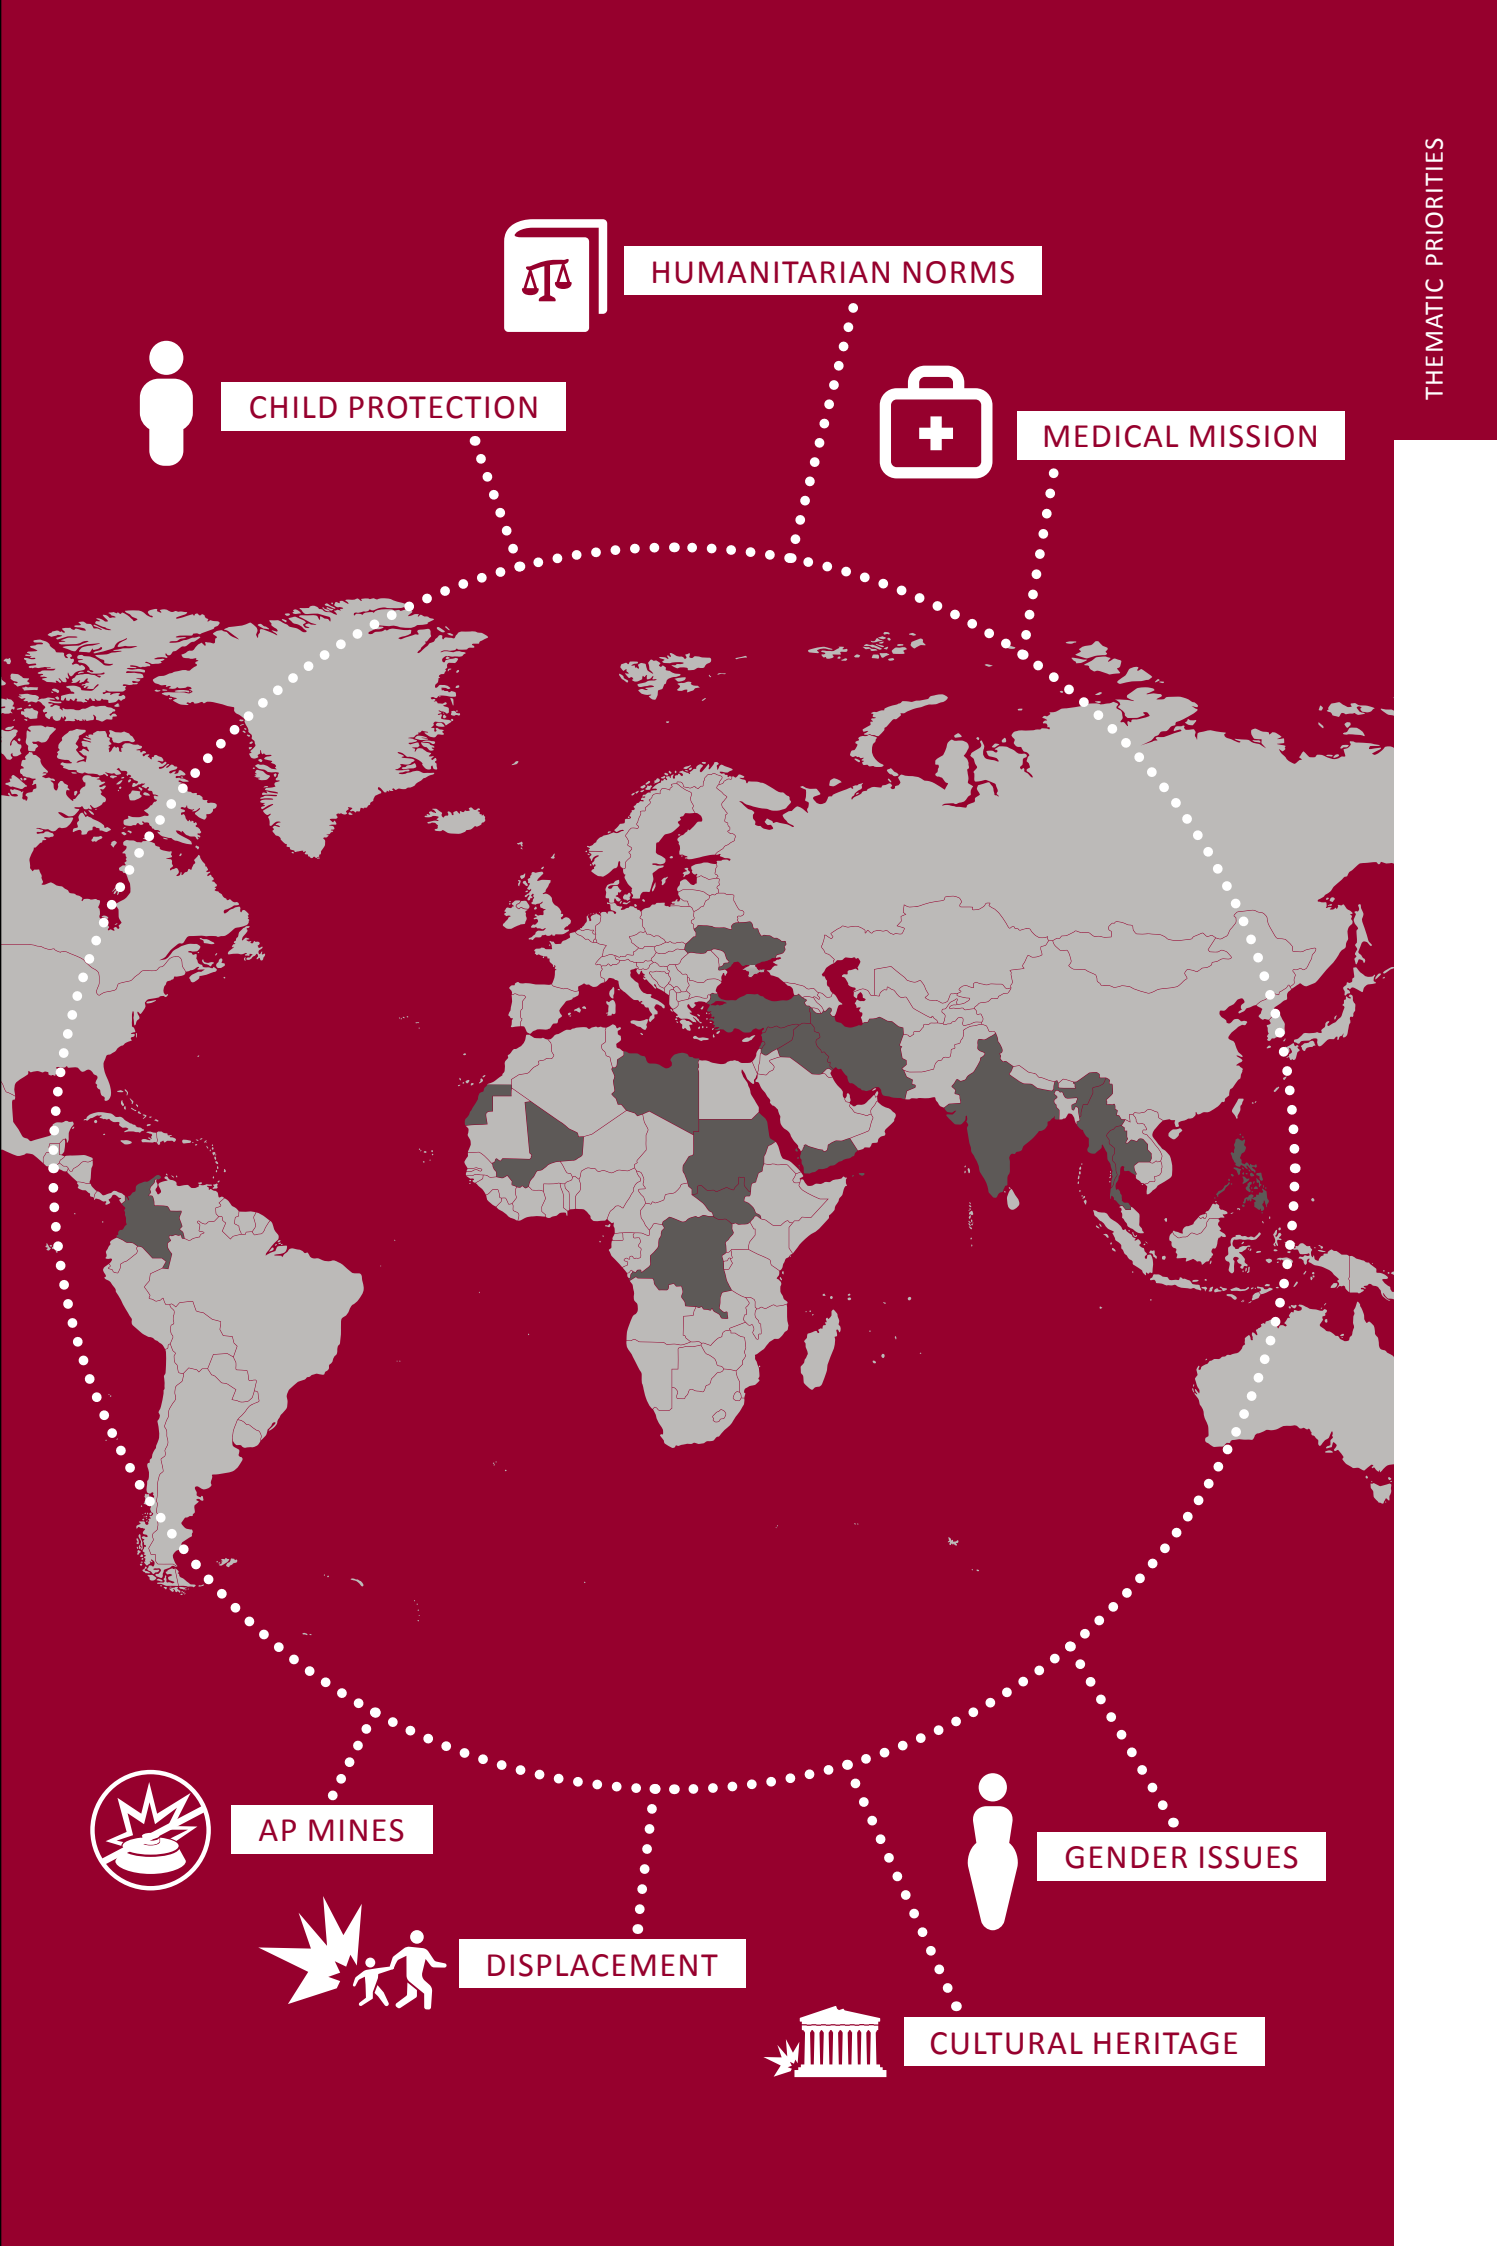 THEMATIC PRIORITIES
HUMANITARIAN NORMS
CHILD PROTECTION
MEDICAL MISSION
AP MINES
GENDER ISSUES
DISPLACEMENT
CULTURAL HERITAGE